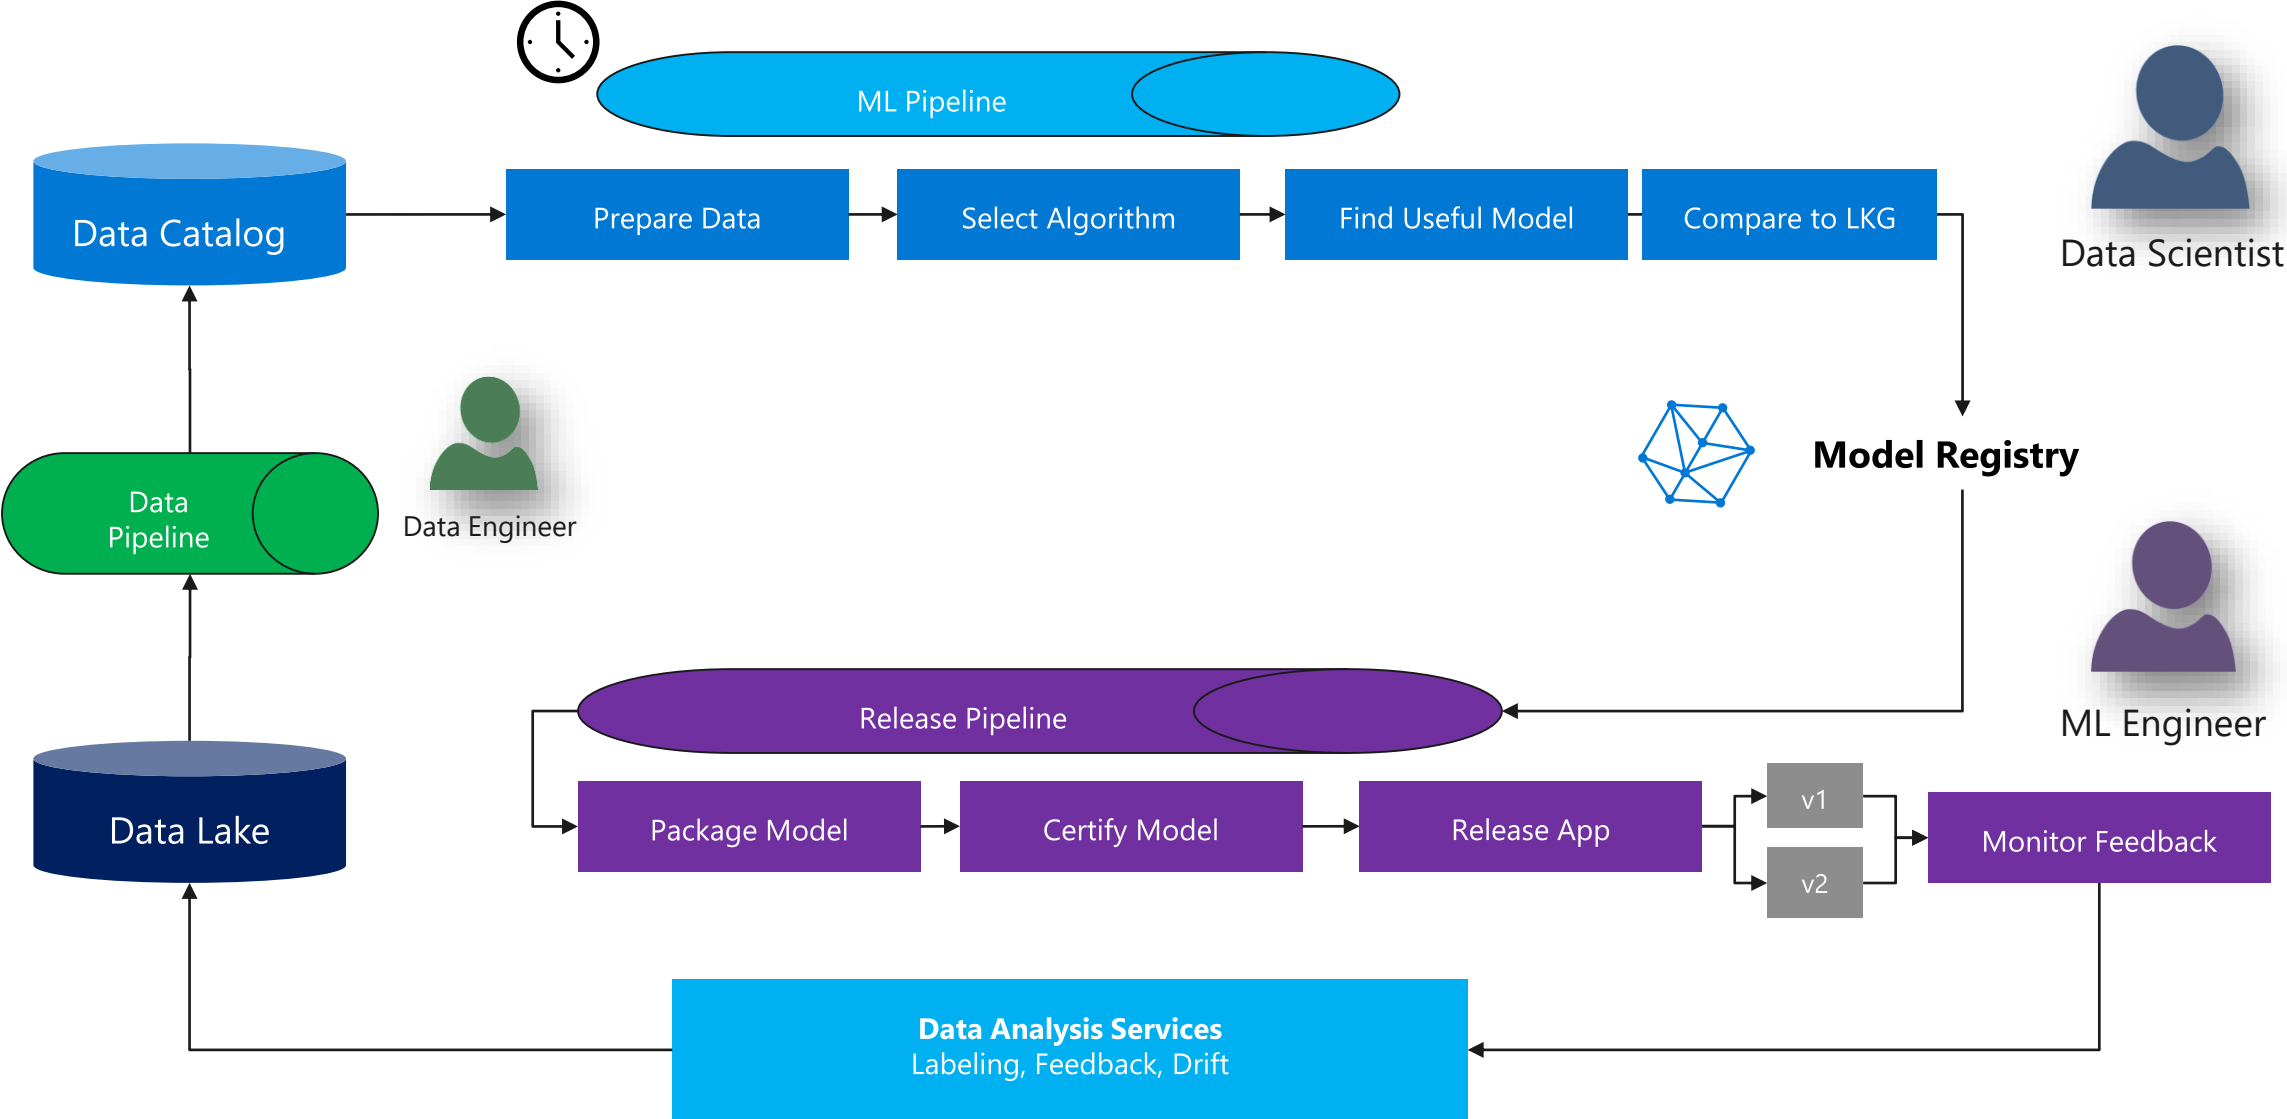 ML Pipeline
Data Catalog
Prepare Data
Select Algorithm
Find Useful Model
Compare to LKG
Data Scientist
Model Registry
Data
Pipeline
Data Engineer
ML Engineer
Release Pipeline
Data Lake
Package Model
Certify Model
Release App
v1
v2
Monitor Feedback
Data Analysis Services
Labeling, Feedback, Drift